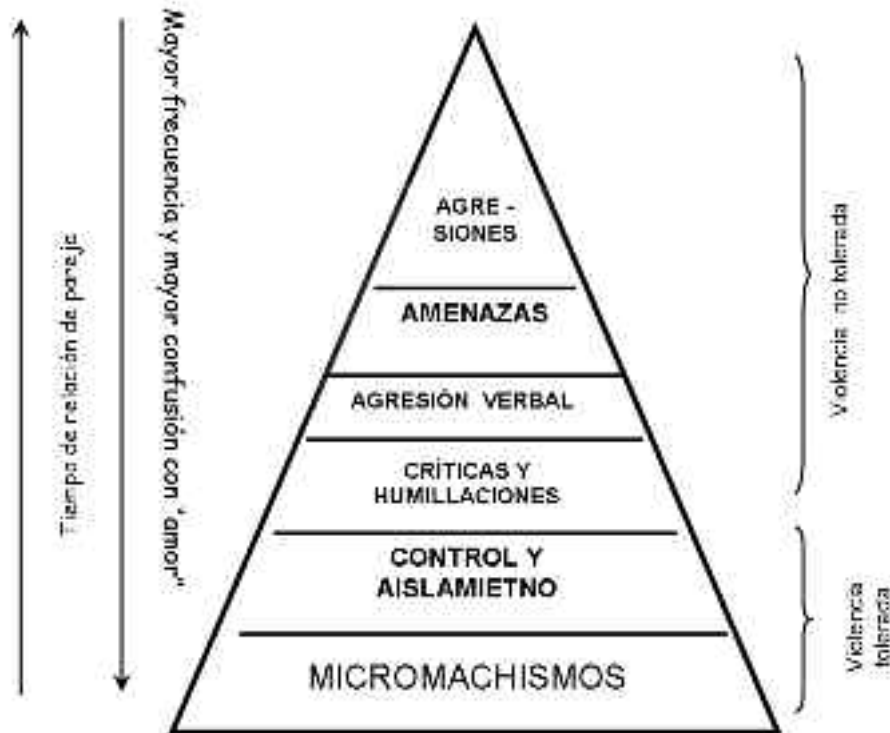 Tiempo de relación de pareja
Mayor frecuencia y mayor confusión con "amor"
AGRE -
SIONES
AMENAZAS
AGRESIÓN VERBAL
CRÍTICAS Y
HUMILLACIONES
CONTROL Y
AISLAMIETNO
MICROMACHISMOS
Violencia no tolerada
Violencia
tolerada